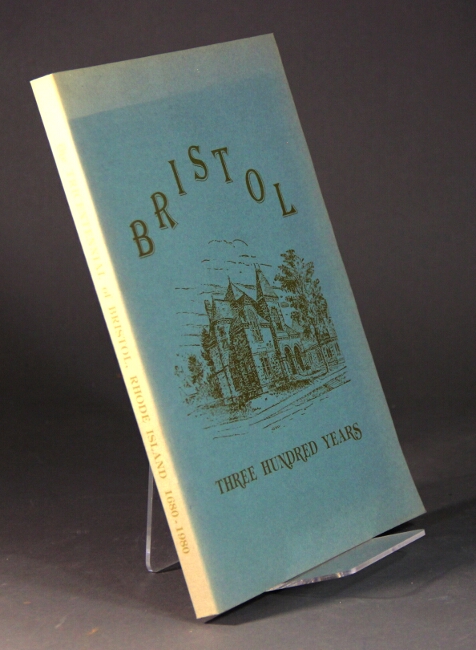 BRISTOL
THREE HUNDRED YEARS
of BRISTOL, RHODE ISLAND 1680-1980